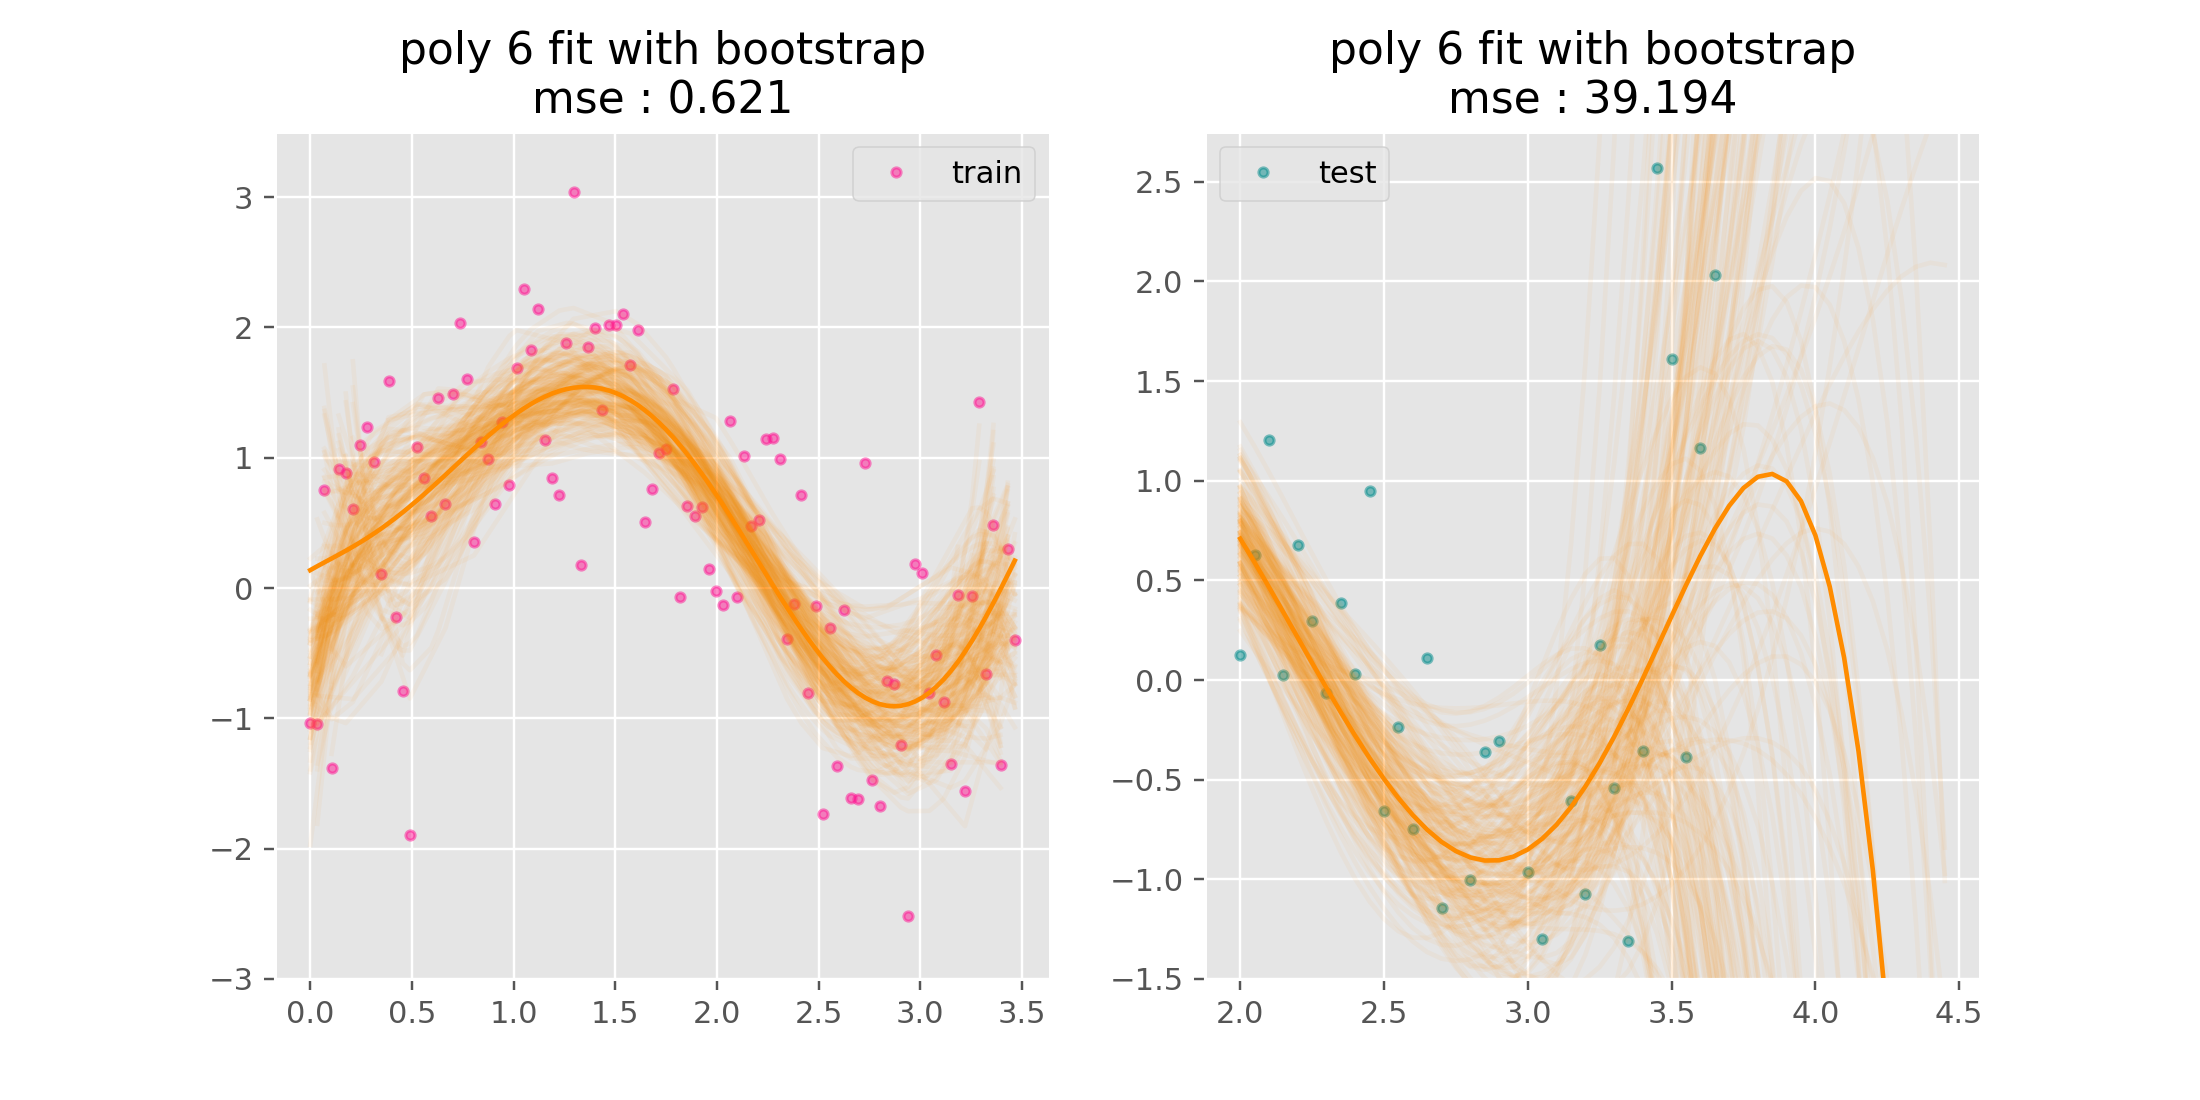 poly 6 fit with bootstrap
mse : 0.621
train
3
2
1
0
−1
−2
−3
0.0 0.5 1.0 1.5 2.0 2.5 3.0 3.5
poly 6 fit with bootstrap
mse : 39.194
test
2.5
2.0
1.5
1.0
0.5
0.0
−0.5
−1.0
−1.5
2.0 2.5 3.0 3.5 4.0 4.5